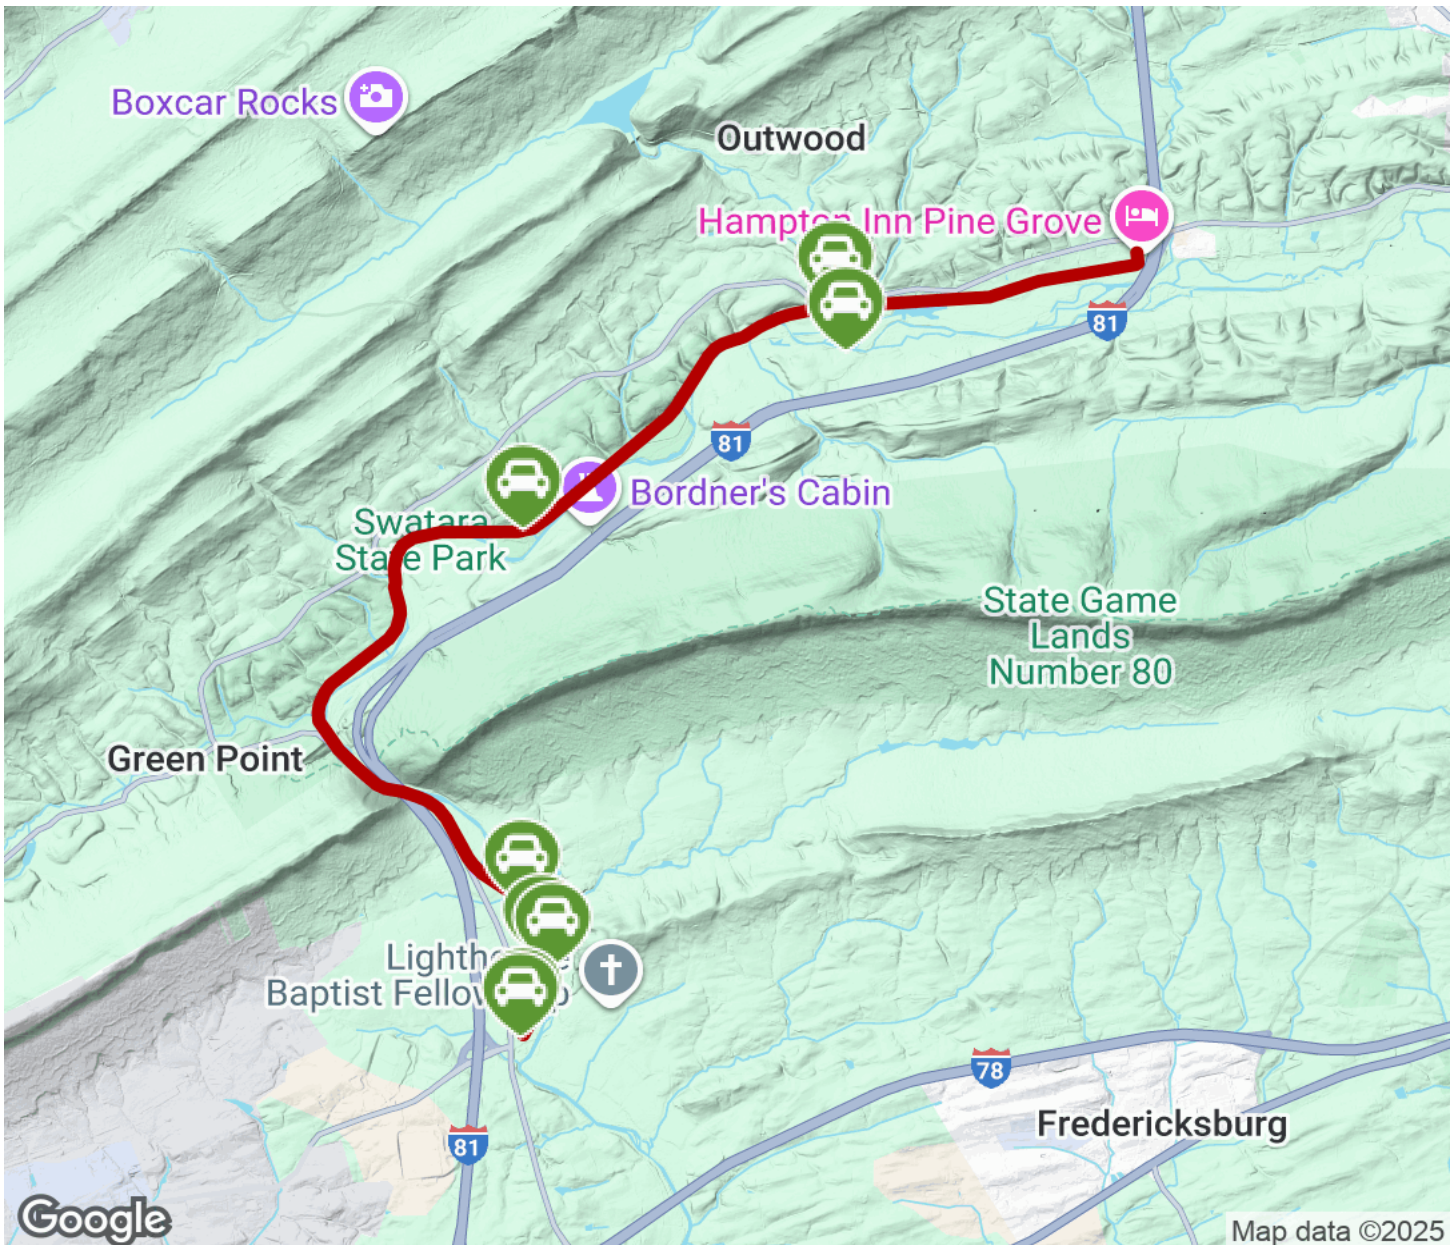 Boxcar Rocks
Outwood
Hampton Inn Pine Grove
81
81
Bordner's Cabin
Swatara
State Park
State Game
Lands
Number 80
Green Point
Baptist
78
Fredericksburg
81
Google
Map data ©2025